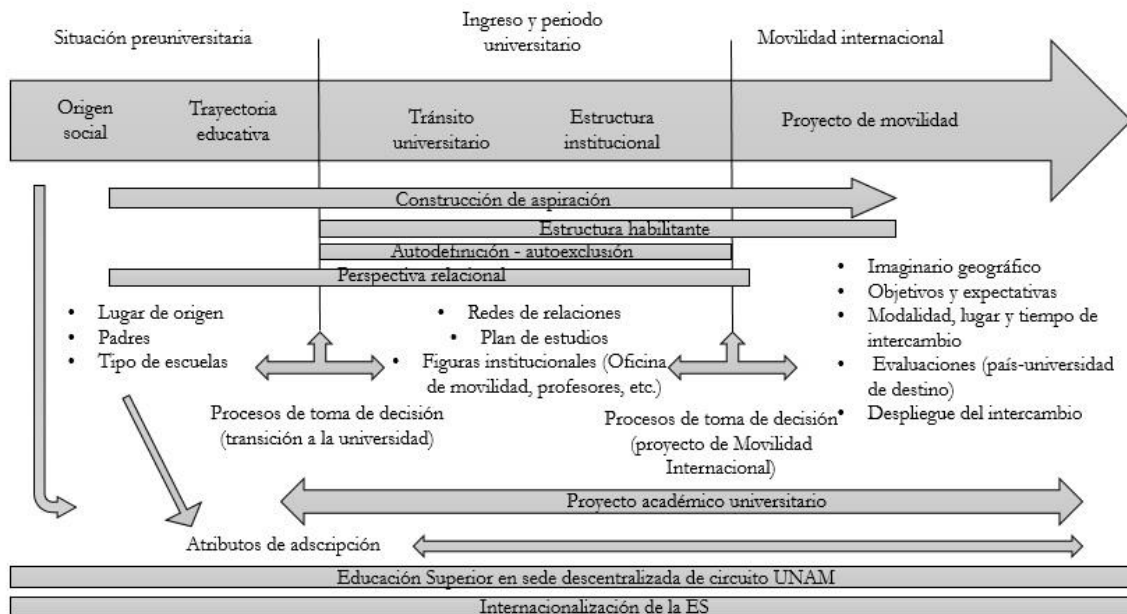 Situación preuniversitaria
Ingreso y periodo
universitario
Movilidad internacional
Origen
social
Trayectoria
educativa
Tránsito
universitario
Estructura
institucional
Proyecto de movilidad
Construcción de aspiración
Estructura habilitante
Autodefinición - autoexclusión
Perspectiva relacional
• Lugar de origen
• Padres
• Tipo de escuelas
• Redes de relaciones
• Plan de estudios
• Figuras institucionales (Oficina
de movilidad, profesores, etc.)
• Imaginario geográfico
• Objetivos y expectativas
• Modalidad, lugar y tiempo de
intercambio
• Evaluaciones (país-universidad
de destino)
• Despliegue del intercambio
Procesos de toma de decisión
(transición a la universidad)
Procesos de toma de decisión
(proyecto de Movilidad
Internacional)
Proyecto académico universitario
Atributos de adscripción
Educación Superior en sede descentralizada de circuito UNAM
Internacionalización de la ES